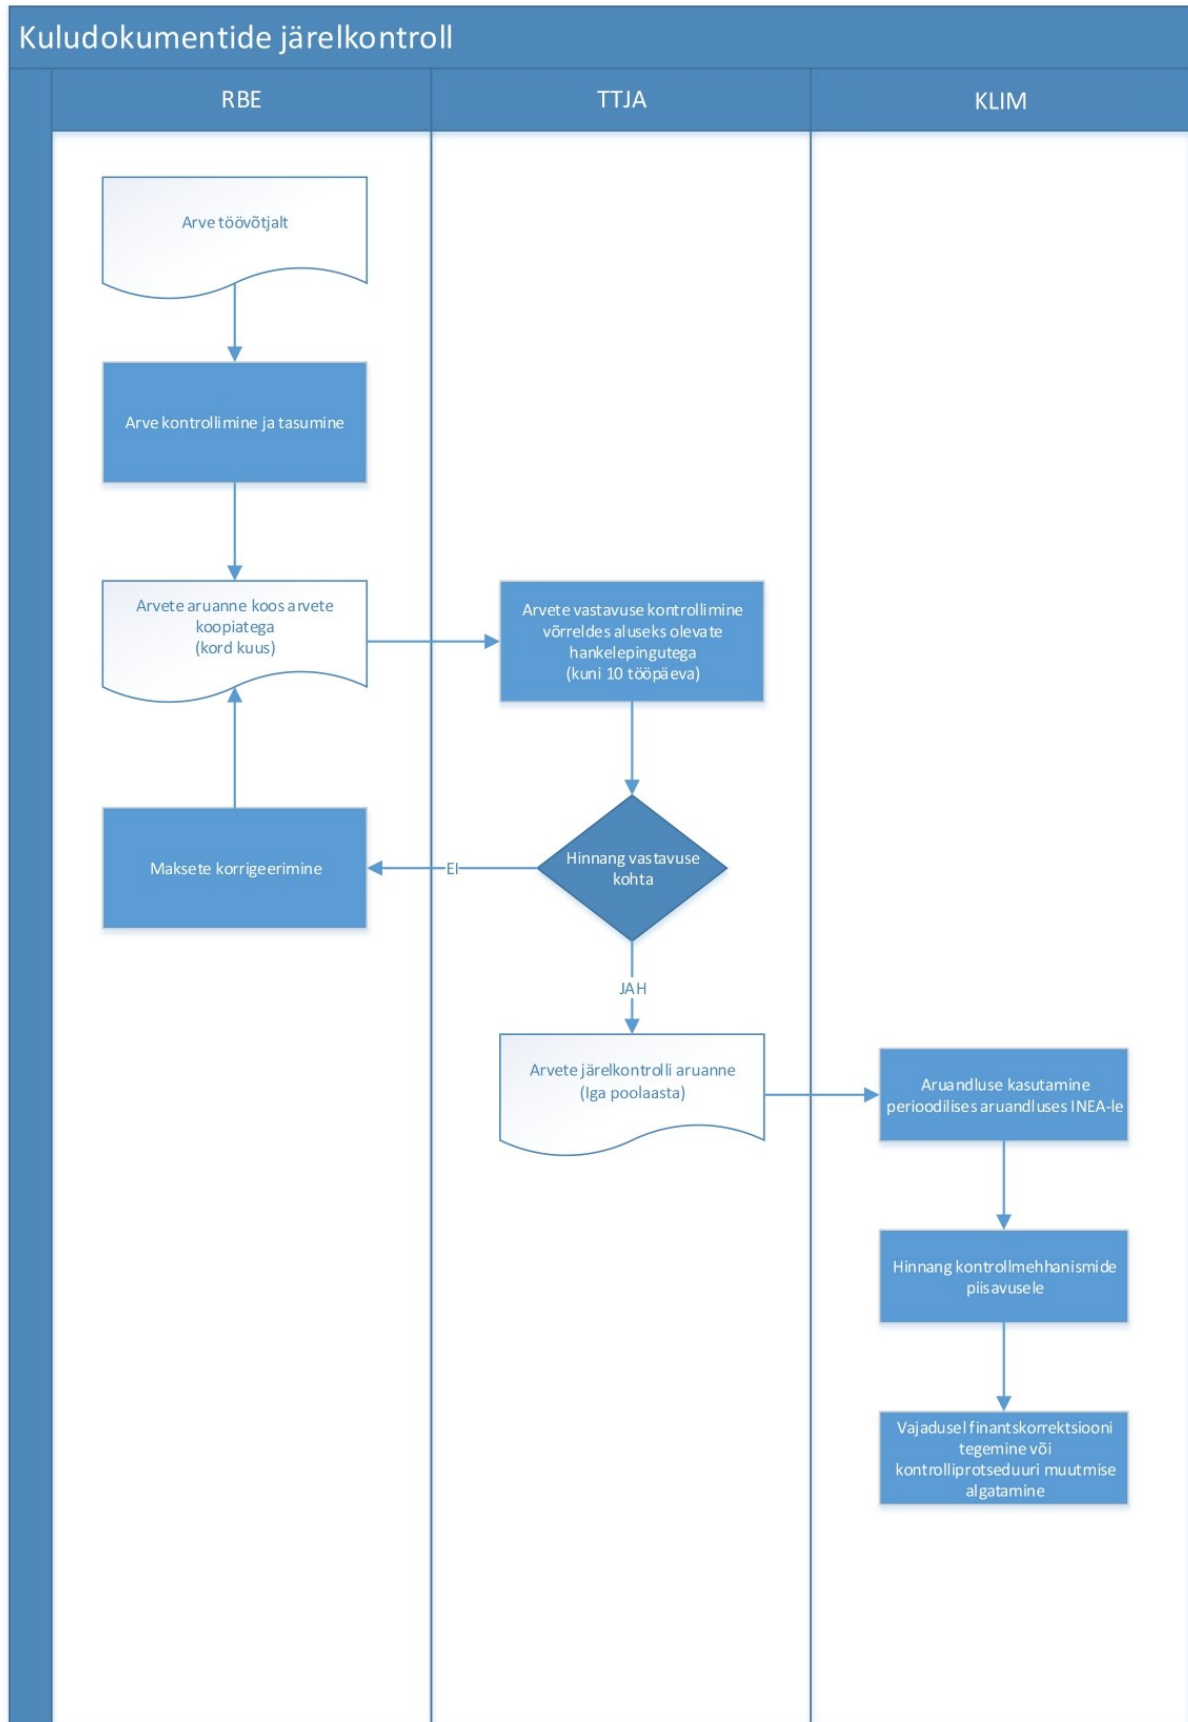 Kuludokumentide järelkontroll
RBE
TTJA
KLIM
Arve töövõtjalt
Arve kontrollimine ja tasumine
Arvete aruanne koos arvete
koopiatega
(kord kuus)
Arvete vastavuse kontrollimine
võrreldes aluseks olevate
hankelepingutega
(kuni 10 tööpäeva)
Maksete korrigeerimine
EI
Hinnang vastavuse
kohta
JAH
Arvete järelkontrolli aruanne
(Iga poolaasta)
Aruandluse kasutamine
perioodilises aruandluses INEA-le
Hinnang kontrollmehhanismide
piisavusele
Vajadusel finantskorrektsiooni
tegemine või
kontrolliprotseduuri muutmise
algatamine